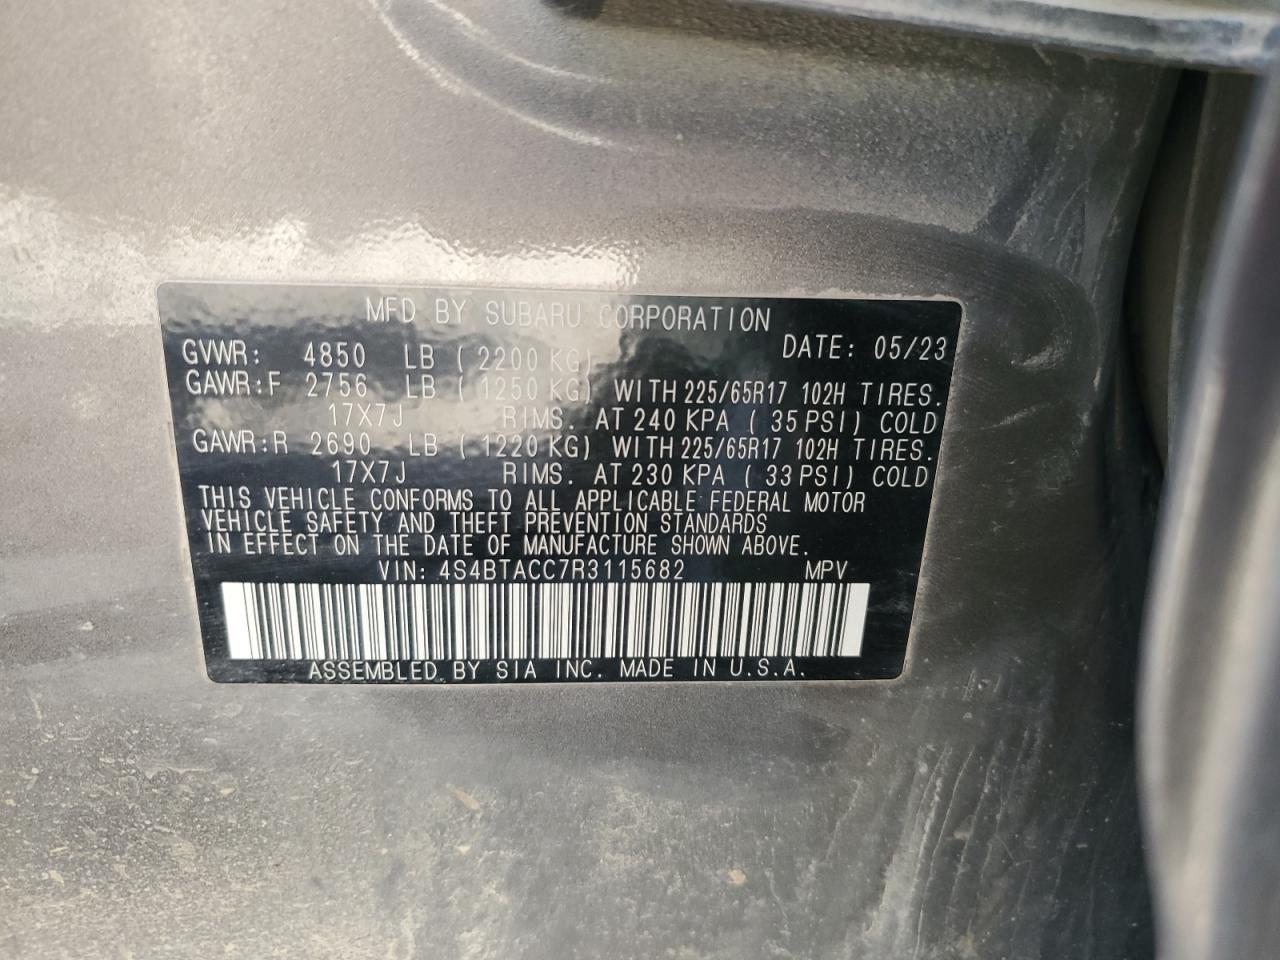 MFD BY SUBARU CORPORATION
GVWR: 4850 LB ( 2200 KG) DATE: 05/23
GAWR:F 2756 LB ( 1250 KG) WITH 225/65R17 102H TIRES.
17X7J RIMS. AT 240 KPA ( 35 PSI) COLD
GAWR:R 2690 LB ( 1220 KG) WITH 225/65R17 102H TIRES.
17X7J RIMS. AT 230 KPA ( 33 PSI) COLD
THIS VEHICLE CONFORMS TO ALL APPLICABLE FEDERAL MOTOR
VEHICLE SAFETY AND THEFT PREVENTION STANDARDS
IN EFFECT ON THE DATE OF MANUFACTURE SHOWN ABOVE.
VIN: 4S4BTACC7R3115682 MPV
ASSEMBLED BY SIA INC. MADE IN U.S.A.